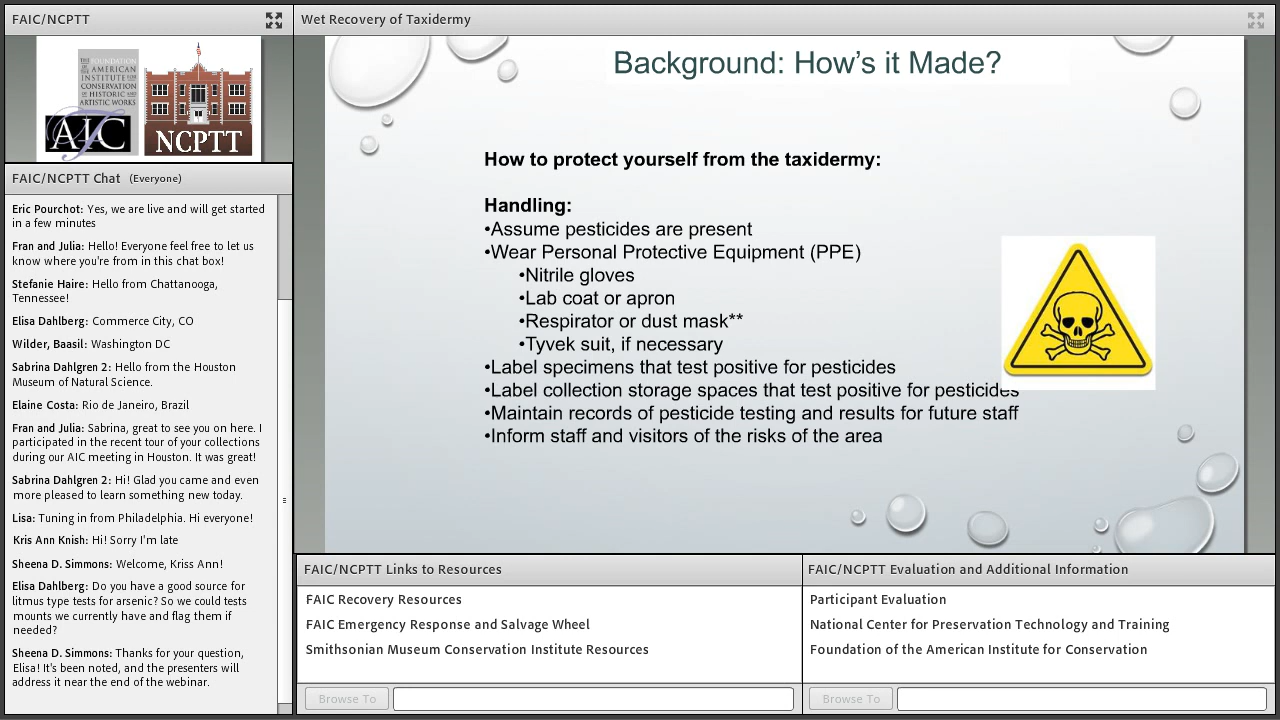 FAIC/NCPTT
THE FOUNDATION
OF THE
AMERICAN
INSTITUTE
FOR
CONSERVATION
OF HISTORIC
AND
ARTISTIC WORKS
AIC
NCPTT
FAIC/NCPTT Chat (Everyone)
Eric Pourchot: Yes, we are live and will get started
in a few minutes
Fran and Julia: Hello! Everyone feel free to let us
know where you're from in this chat box!
Stefanie Haire: Hello from Chattanooga,
Tennessee!
Elisa Dahlberg: Commerce City, CO
Wilder, Baasil: Washington DC
Sabrina Dahlgren 2: Hello from the Houston
Museum of Natural Science.
Elaine Costa: Rio de Janeiro, Brazil
Fran and Julia: Sabrina, great to see you on here. I
participated in the recent tour of your collections
during our AIC meeting in Houston. It was great!
Sabrina Dahlgren 2: Hi! Glad you came and even
more pleased to learn something new today.
Lisa: Tuning in from Philadelphia. Hi everyone!
Kris Ann Knish: Hi! Sorry I'm late
Sheena D. Simmons: Welcome, Kriss Ann!
Elisa Dahlberg: Do you have a good source for
litmus type tests for arsenic? So we could tests
mounts we currently have and flag them if
needed?
Sheena D. Simmons: Thanks for your question,
Elisa! It's been noted, and the presenters will
address it near the end of the webinar.
Wet Recovery of Taxidermy
Background: How's it Made?
How to protect yourself from the taxidermy:
Handling:
•Assume pesticides are present
•Wear Personal Protective Equipment (PPE)
•Nitrile gloves
•Lab coat or apron
•Respirator or dust mask**
•Tyvek suit, if necessary
•Label specimens that test positive for pesticides
•Label collection storage spaces that test positive for pesticides
•Maintain records of pesticide testing and results for future staff
•Inform staff and visitors of the risks of the area
FAIC/NCPTT Links to Resources
FAIC Recovery Resources
FAIC Emergency Response and Salvage Wheel
Smithsonian Museum Conservation Institute Resources
Browse To
FAIC/NCPTT Evaluation and Additional Information
Participant Evaluation
National Center for Preservation Technology and Training
Foundation of the American Institute for Conservation
Browse To